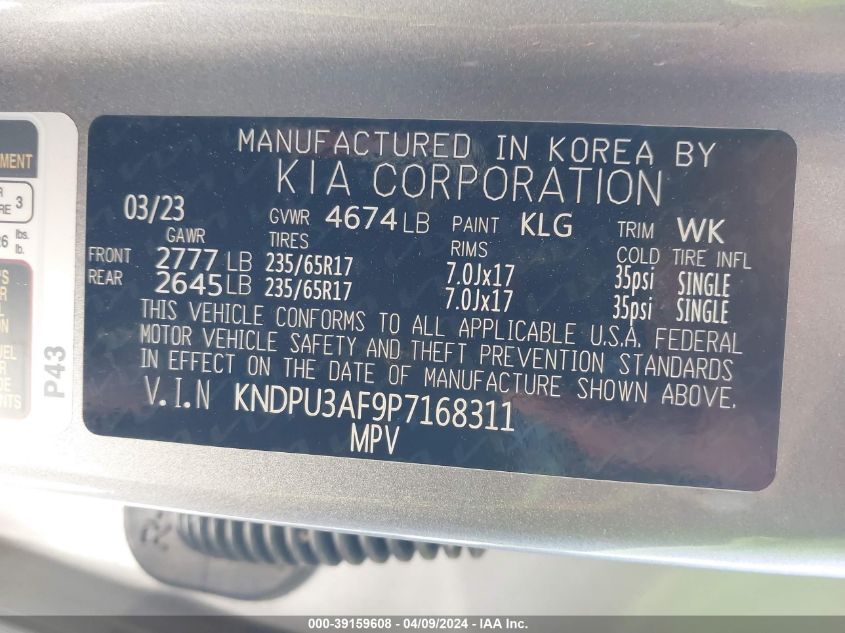 MANUFACTURED IN KOREA BY
KIA CORPORATION
03/23 GVWR 4674 LB PAINT KLG TRIM WK
GAWR TIRES RIMS COLD TIRE INFL
FRONT 2777 LB 235/65R17 7.0Jx17 35psi SINGLE
REAR 2645 LB 235/65R17 7.0Jx17 35psi SINGLE
THIS VEHICLE CONFORMS TO ALL APPLICABLE U.S.A. FEDERAL
MOTOR VEHICLE SAFETY AND THEFT PREVENTION STANDARDS
IN EFFECT ON THE DATE OF MANUFACTURE SHOWN ABOVE.
V.I.N KNDPU3AF9P7168311
MPV
3
lbs.
lb.
P43
000-39159608 - 04/09/2024 - IAA Inc.